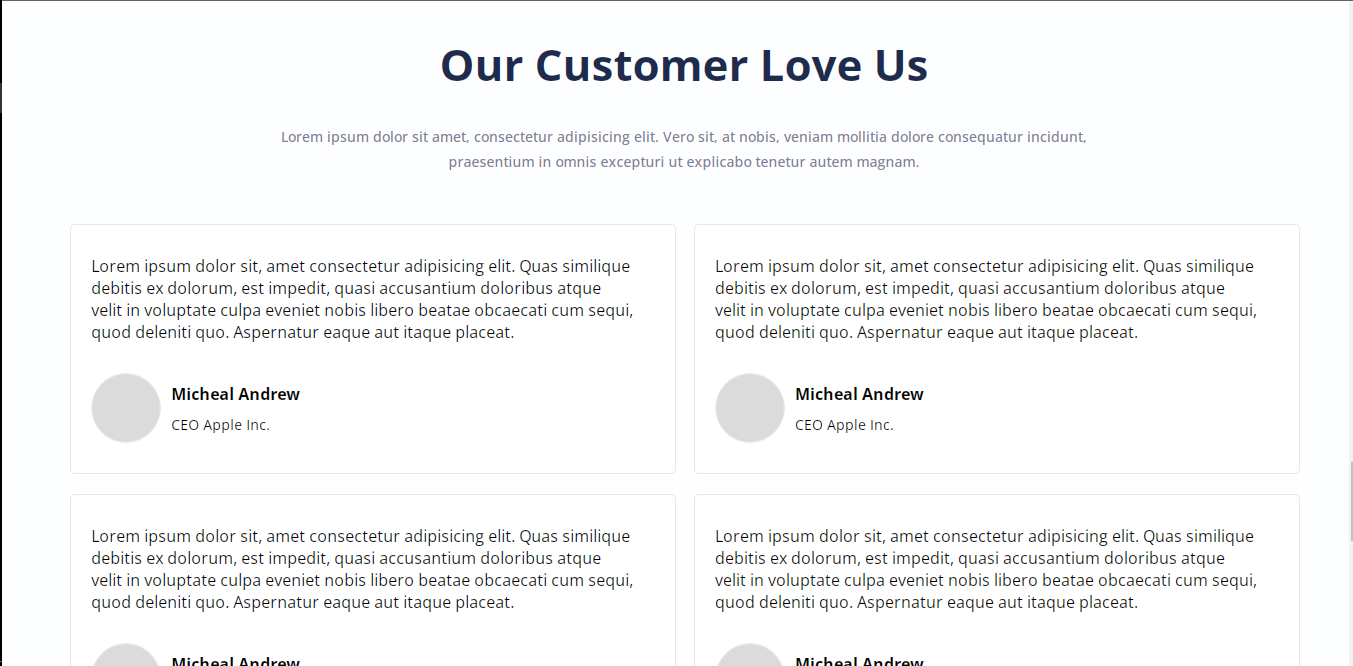 Our Customer Love Us
Lorem ipsum dolor sit amet, consectetur adipisicing elit. Vero sit, at nobis, veniam mollitia dolore consequatur incidunt,
praesentium in omnis excepturi ut explicabo tenetur autem magnam.
Lorem ipsum dolor sit, amet consectetur adipisicing elit. Quas similique
debitis ex dolorum, est impedit, quasi accusantium doloribus atque
velit in voluptate culpa eveniet nobis libero beatae obcaecati cum sequi,
quod deleniti quo. Aspernatur eaque aut itaque placeat.
Micheal Andrew
CEO Apple Inc.
Lorem ipsum dolor sit, amet consectetur adipisicing elit. Quas similique
debitis ex dolorum, est impedit, quasi accusantium doloribus atque
velit in voluptate culpa eveniet nobis libero beatae obcaecati cum sequi,
quod deleniti quo. Aspernatur eaque aut itaque placeat.
Micheal Andrew
CEO Apple Inc.
Lorem ipsum dolor sit, amet consectetur adipisicing elit. Quas similique
debitis ex dolorum, est impedit, quasi accusantium doloribus atque
velit in voluptate culpa eveniet nobis libero beatae obcaecati cum sequi,
quod deleniti quo. Aspernatur eaque aut itaque placeat.
Micheal Andrew
Lorem ipsum dolor sit, amet consectetur adipisicing elit. Quas similique
debitis ex dolorum, est impedit, quasi accusantium doloribus atque
velit in voluptate culpa eveniet nobis libero beatae obcaecati cum sequi,
quod deleniti quo. Aspernatur eaque aut itaque placeat.
Micheal Andrew